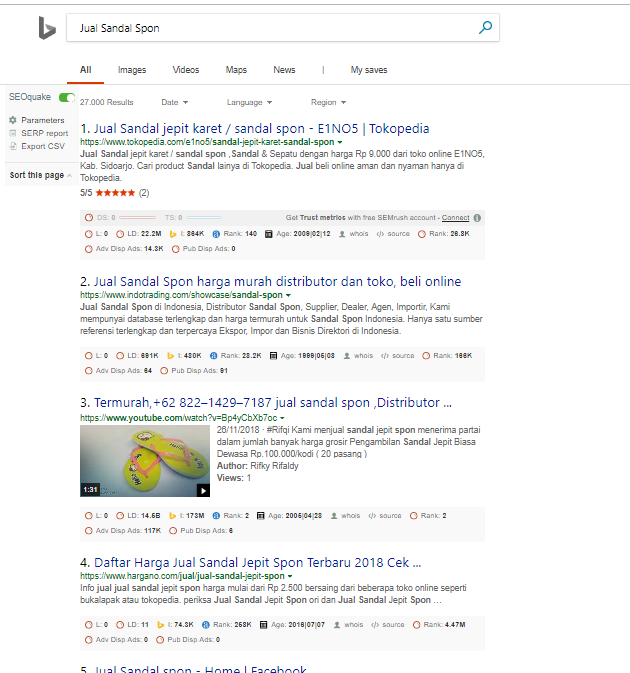 Jual Sandal Spon
All Images Videos Maps News | My saves
SEOquake
27.000 Results Date Language Region
Parameters
SERP report
Export CSV
Sort this page
1. Jual Sandal jepit karet / sandal spon - E1NO5 | Tokopedia
https://www.tokopedia.com/e1no5/sandal-jepit-karet-sandal-spon
Jual Sandal jepit karet / sandal spon ,Sandal & Sepatu dengan harga Rp 9.000 dari toko online E1NO5,
Kab. Sidoarjo. Cari product Sandal lainya di Tokopedia. Jual beli online aman dan nyaman hanya di
Tokopedia.
5/5 ★★★★★ (2)
DS: 0 TS: 0 Get Trust metrios with free SEMrush account - Connect
L: 0 LD: 22.2M I: 864K Rank: 140 Age: 2009|02|12 whois source Rank: 26.8K
Adv Disp Ads: 14.3K Pub Disp Ads: 0
2. Jual Sandal Spon harga murah distributor dan toko, beli online
https://www.indotrading.com/showcase/sandal-spon
Jual Sandal Spon di Indonesia, Distributor Sandal Spon, Supplier, Dealer, Agen, Importir, Kami
mempunyai database terlengkap dan harga termurah untuk Sandal Spon Indonesia. Hanya satu sumber
referensi terlengkap dan terpercaya Ekspor, Impor dan Bisnis Direktori di Indonesia.
L: 0 LD: 691K I: 480K Rank: 28.2K Age: 1999|05|08 whois source Rank: 166K
Adv Disp Ads: 64 Pub Disp Ads: 91
3. Termurah,+62 822–1429–7187 jual sandal spon ,Distributor ...
https://www.youtube.com/watch?v=Bp4yCbXb7oc
26/11/2018 · #Rifqi Kami menjual sandal jepit spon menerima partai
dalam jumlah banyak harga grosir Pengambilan Sandal Jepit Biasa
Dewasa Rp.100.000/kodi ( 20 pasang )
Author: Rifky Rifaldy
Views: 1
1:31
L: 0 LD: 14.6B I: 173M Rank: 2 Age: 2005|04|28 whois source Rank: 2
Adv Disp Ads: 117K Pub Disp Ads: 6
4. Daftar Harga Jual Sandal Jepit Spon Terbaru 2018 Cek ...
https://www.hargano.com/jual/jual-sandal-jepit-spon
Info jual jual sandal jepit spon harga mulai dari Rp 2.500 bersaing dari beberapa toko online seperti
bukalapak atau tokopedia. periksa Jual Sandal Jepit Spon ori dan Jual Sandal Jepit Spon ...
L: 0 LD: 11 I: 74.3K Rank: 268K Age: 2016|07|07 whois source Rank: 4.47M
Adv Disp Ads: 0 Pub Disp Ads: 0
5. Jual Sandal spon - Home | Facebook